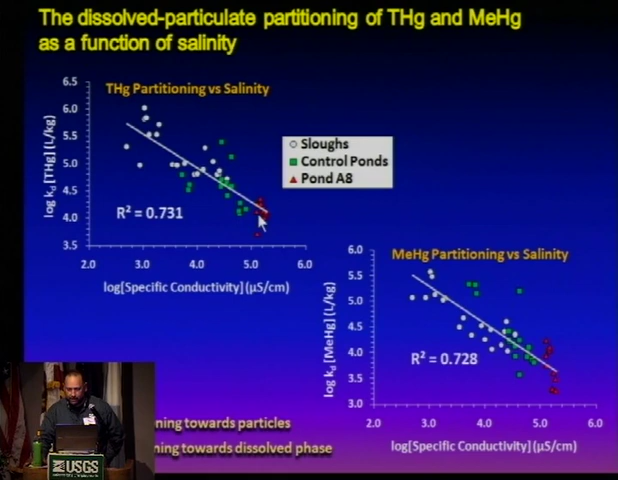 The dissolved-particulate partitioning of THg and MeHg
as a function of salinity
THg Partitioning vs Salinity
log kd [THg] (L/kg)
6.5
6.0
5.5
5.0
4.5
4.0
3.5
R² = 0.731
2.0 3.0 4.0 5.0 6.0
log[Specific Conductivity] (µS/cm)
Sloughs
Control Ponds
Pond A8
MeHg Partitioning vs Salinity
log kd [MeHg] (L/kg)
6.0
5.5
5.0
4.5
4.0
3.5
3.0
R² = 0.728
2.0 3.0 4.0 5.0 6.0
log[Specific Conductivity] (µS/cm)
ning towards particles
ning towards dissolved phase
USGS